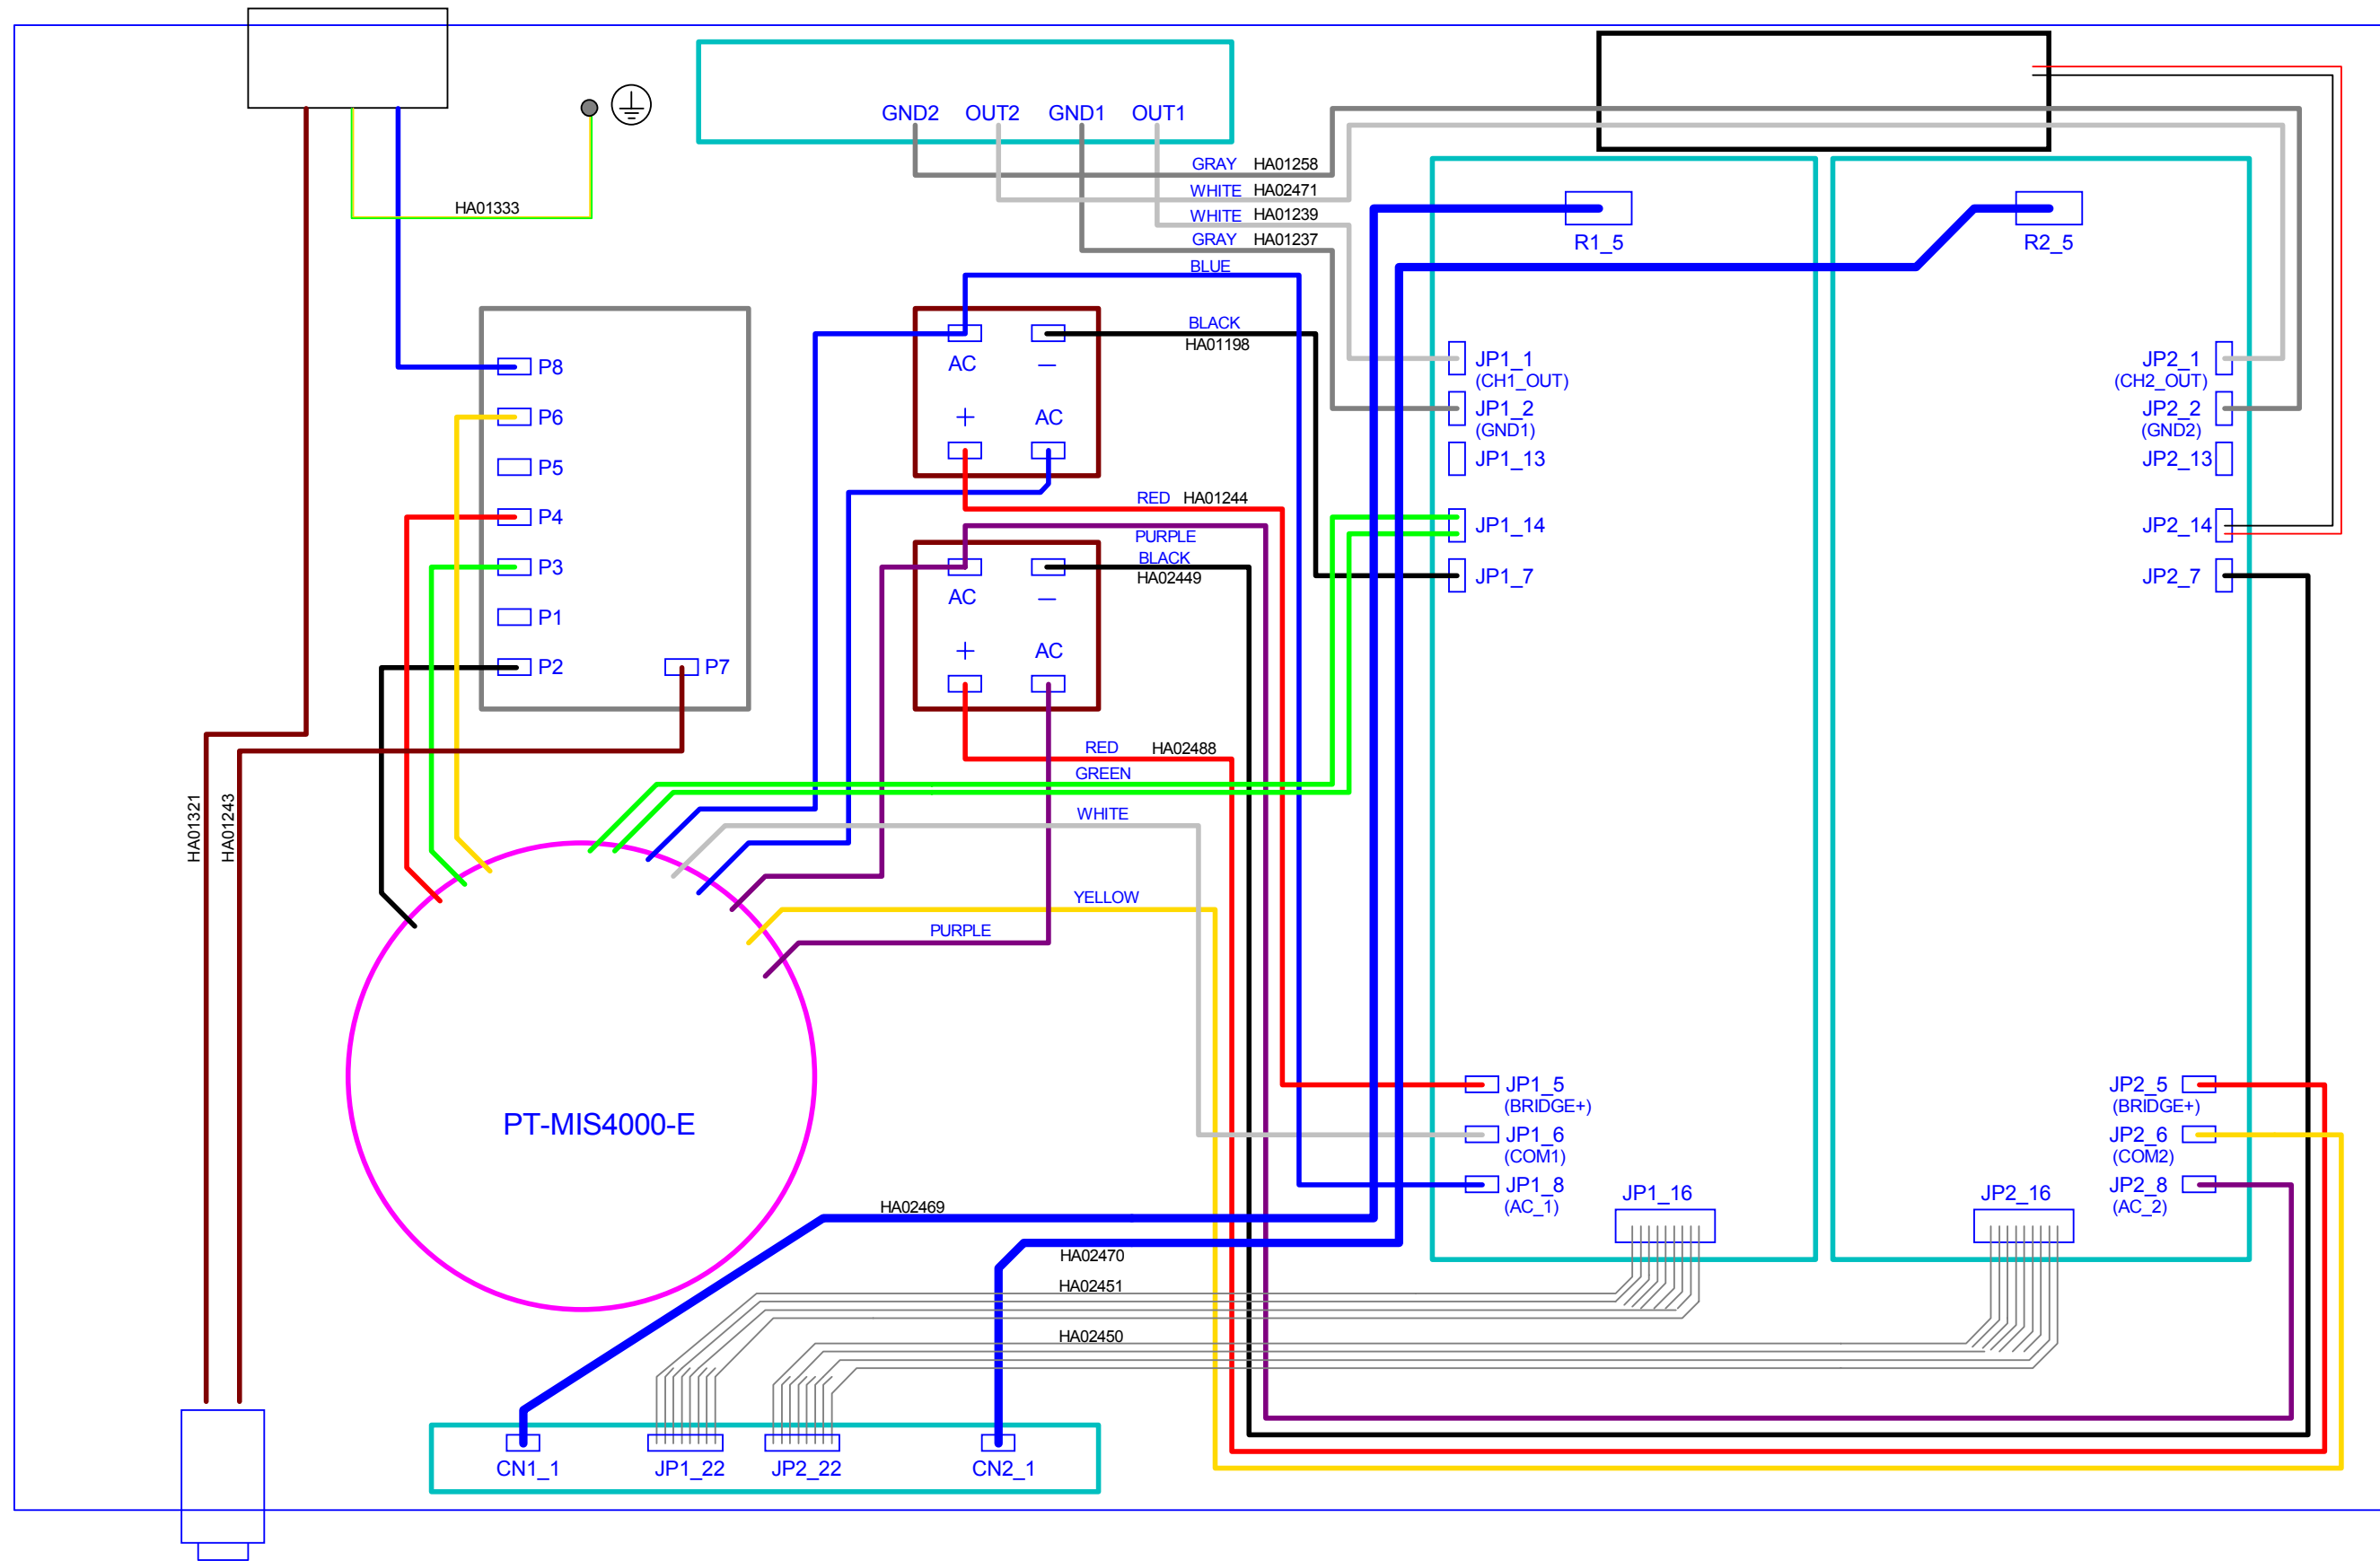 GND2 OUT2 GND1 OUT1
GRAY HA01258
WHITE HA02471
HA01333
WHITE HA01239
GRAY HA01237
BLUE
R1_5
R2_5
BLACK
HA01198
P8
AC —
JP1_1
(CH1_OUT)
JP2_1
(CH2_OUT)
P6
+ AC
JP1_2
(GND1)
JP2_2
(GND2)
P5
JP1_13
JP2_13
RED HA01244
P4
JP1_14
JP2_14
PURPLE
BLACK
HA02449
P3
AC —
JP1_7
JP2_7
P1
+ AC
P2
P7
RED HA02488
GREEN
HA01321
HA01243
WHITE
YELLOW
PURPLE
PT-MIS4000-E
JP1_5
(BRIDGE+)
JP2_5
(BRIDGE+)
JP1_6
(COM1)
JP2_6
(COM2)
JP1_8
(AC_1)
JP2_8
(AC_2)
JP1_16
JP2_16
HA02469
HA02470
HA02451
HA02450
CN1_1
JP1_22
JP2_22
CN2_1